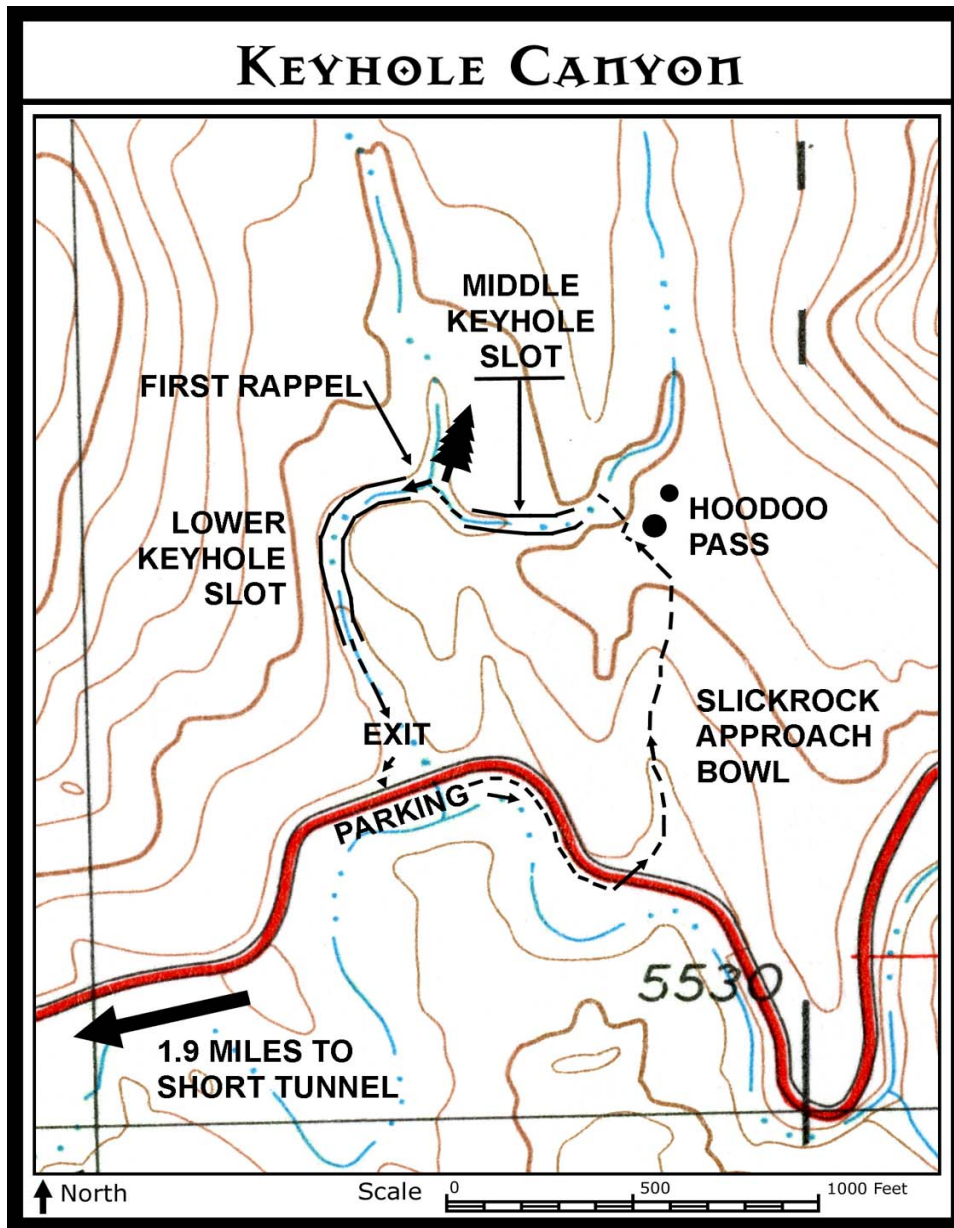 KEYHOLE CANYON
MIDDLE
KEYHOLE
SLOT
FIRST RAPPEL
HOODOO
PASS
LOWER
KEYHOLE
SLOT
SLICKROCK
APPROACH
BOWL
EXIT
PARKING
5530
1.9 MILES TO
SHORT TUNNEL
North
Scale
0
500
1000 Feet